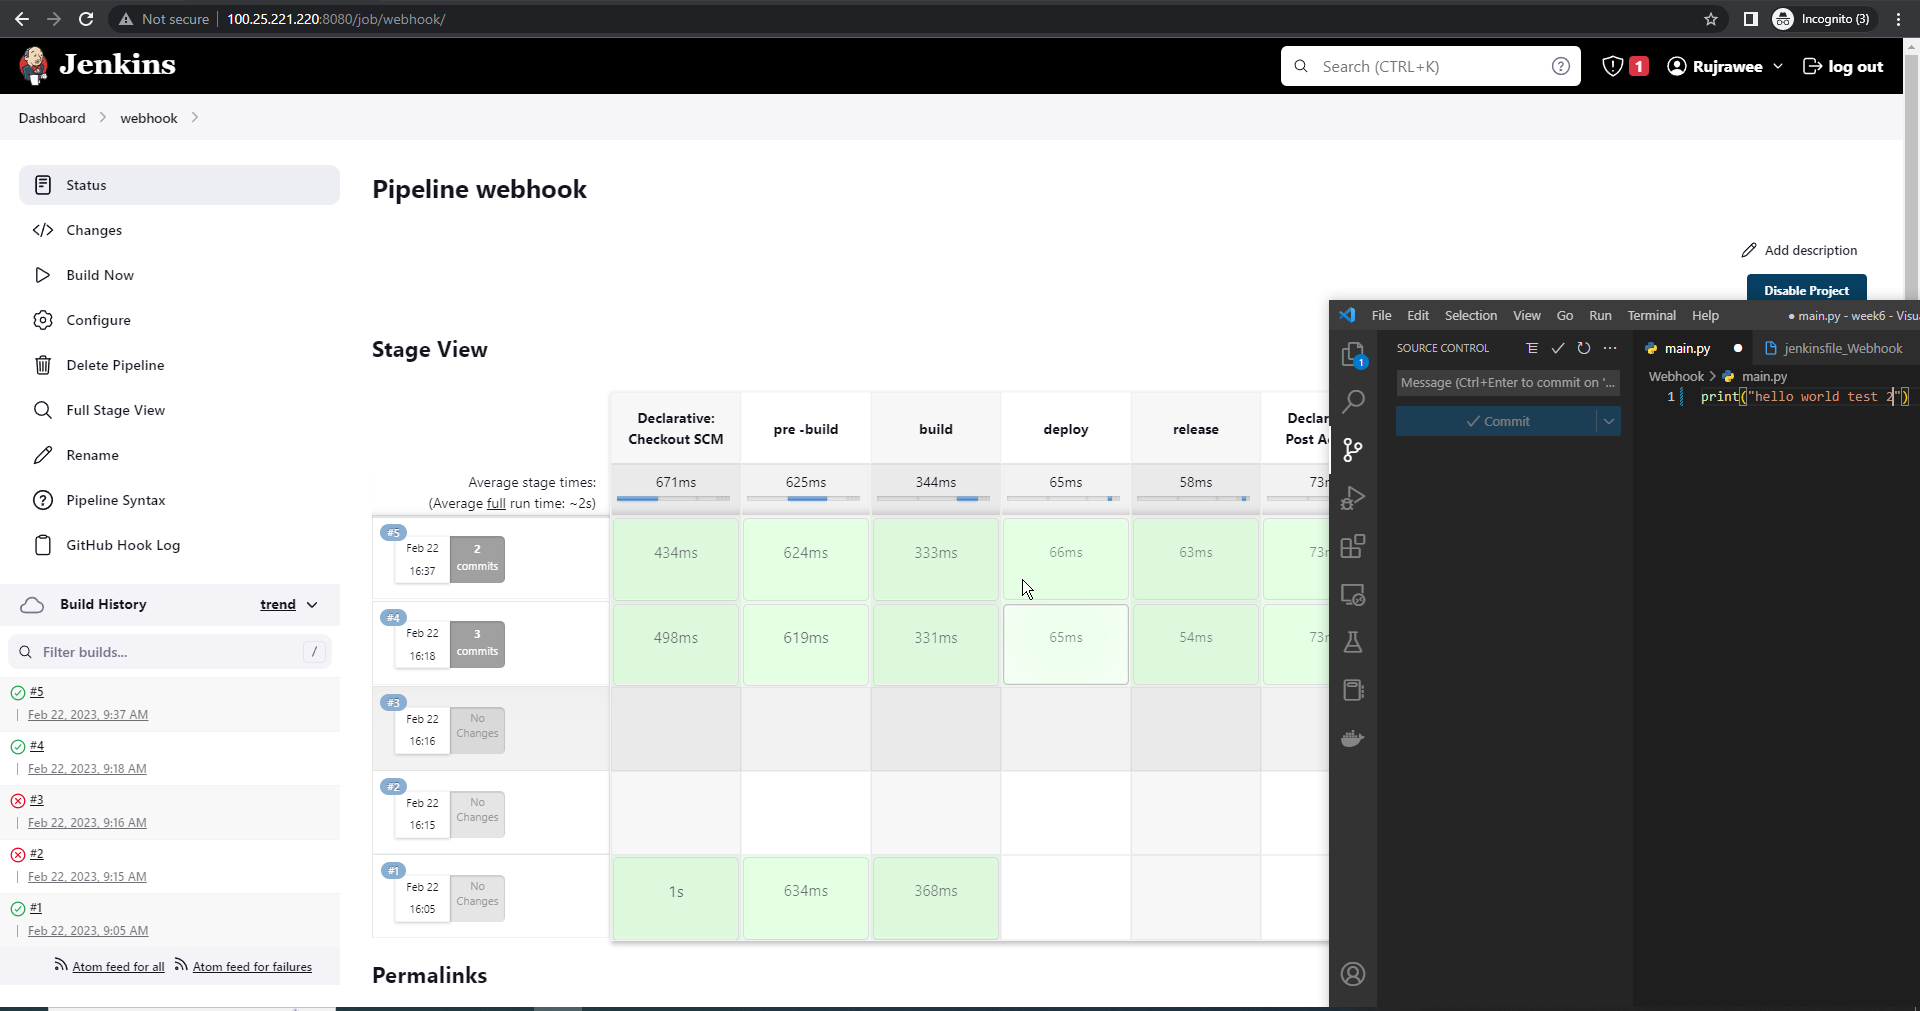 Not secure
100.25.221.220:8080/job/webhook/
Incognito (3)
Jenkins
Search (CTRL+K)
?
1
Rujrawee
log out
Dashboard
webhook
Status
Changes
Build Now
Configure
Delete Pipeline
Full Stage View
Rename
Pipeline Syntax
GitHub Hook Log
Build History
trend
Filter builds...
/
#5
Feb 22, 2023, 9:37 AM
#4
Feb 22, 2023, 9:18 AM
#3
Feb 22, 2023, 9:16 AM
#2
Feb 22, 2023, 9:15 AM
#1
Feb 22, 2023, 9:05 AM
Atom feed for all
Atom feed for failures
Pipeline webhook
Add description
Disable Project
Stage View
Declarative: Checkout SCM
pre -build
build
deploy
release
Declar
Post A
Average stage times:
(Average full run time: ~2s)
671ms
625ms
344ms
65ms
58ms
73m
#5
Feb 22
16:37
2
commits
434ms
624ms
333ms
66ms
63ms
73m
#4
Feb 22
16:18
3
commits
498ms
619ms
331ms
65ms
54ms
73m
#3
Feb 22
16:16
No
Changes
#2
Feb 22
16:15
No
Changes
#1
Feb 22
16:05
No
Changes
1s
634ms
368ms
Permalinks
File
Edit
Selection
View
Go
Run
Terminal
Help
● main.py - week6 - Visua
1
SOURCE CONTROL
Message (Ctrl+Enter to commit on '...
Commit
main.py
jenkinsfile_Webhook
Webhook > main.py
1
print("hello world test 2")